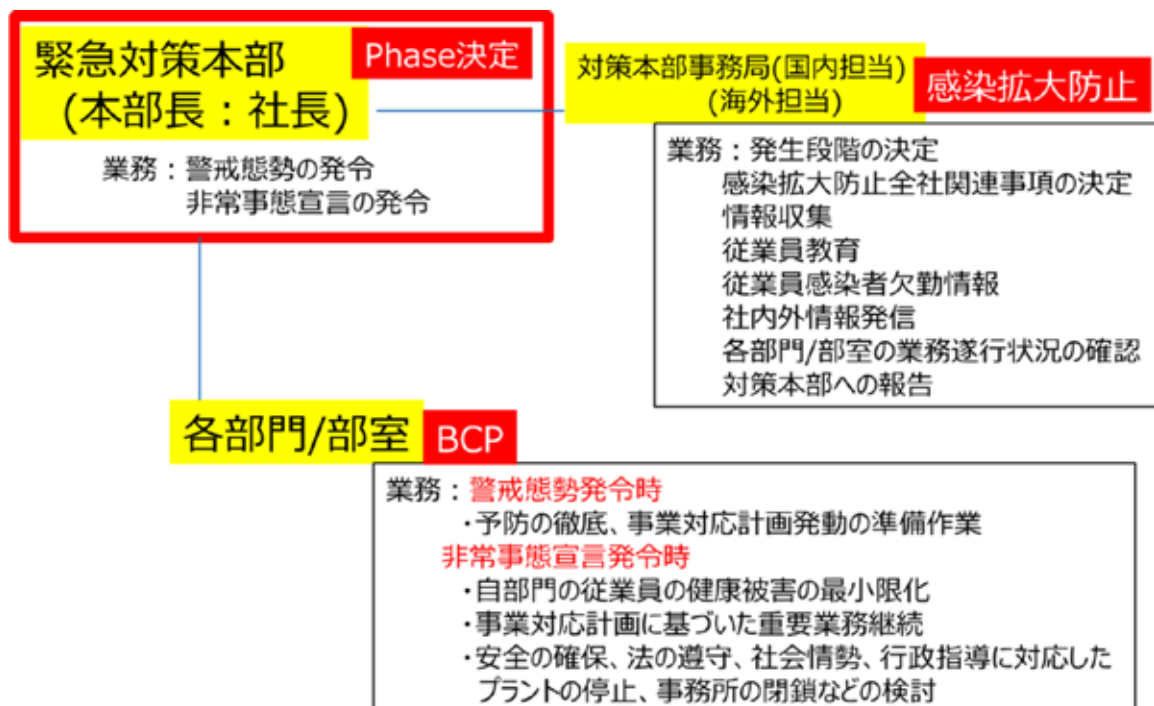 緊急対策本部
(本部長：社長)
Phase決定
業務：警戒態勢の発令
非常事態宣言の発令
対策本部事務局(国内担当)
(海外担当)
感染拡大防止
業務：発生段階の決定
感染拡大防止全社関連事項の決定
情報収集
従業員教育
従業員感染者欠勤情報
社内外情報発信
各部門/部室の業務遂行状況の確認
対策本部への報告
各部門/部室
BCP
業務：警戒態勢発令時
・予防の徹底、事業対応計画発動の準備作業
非常事態宣言発令時
・自部門の従業員の健康被害の最小限化
・事業対応計画に基づいた重要業務継続
・安全の確保、法の遵守、社会情勢、行政指導に対応した
プラントの停止、事務所の閉鎖などの検討